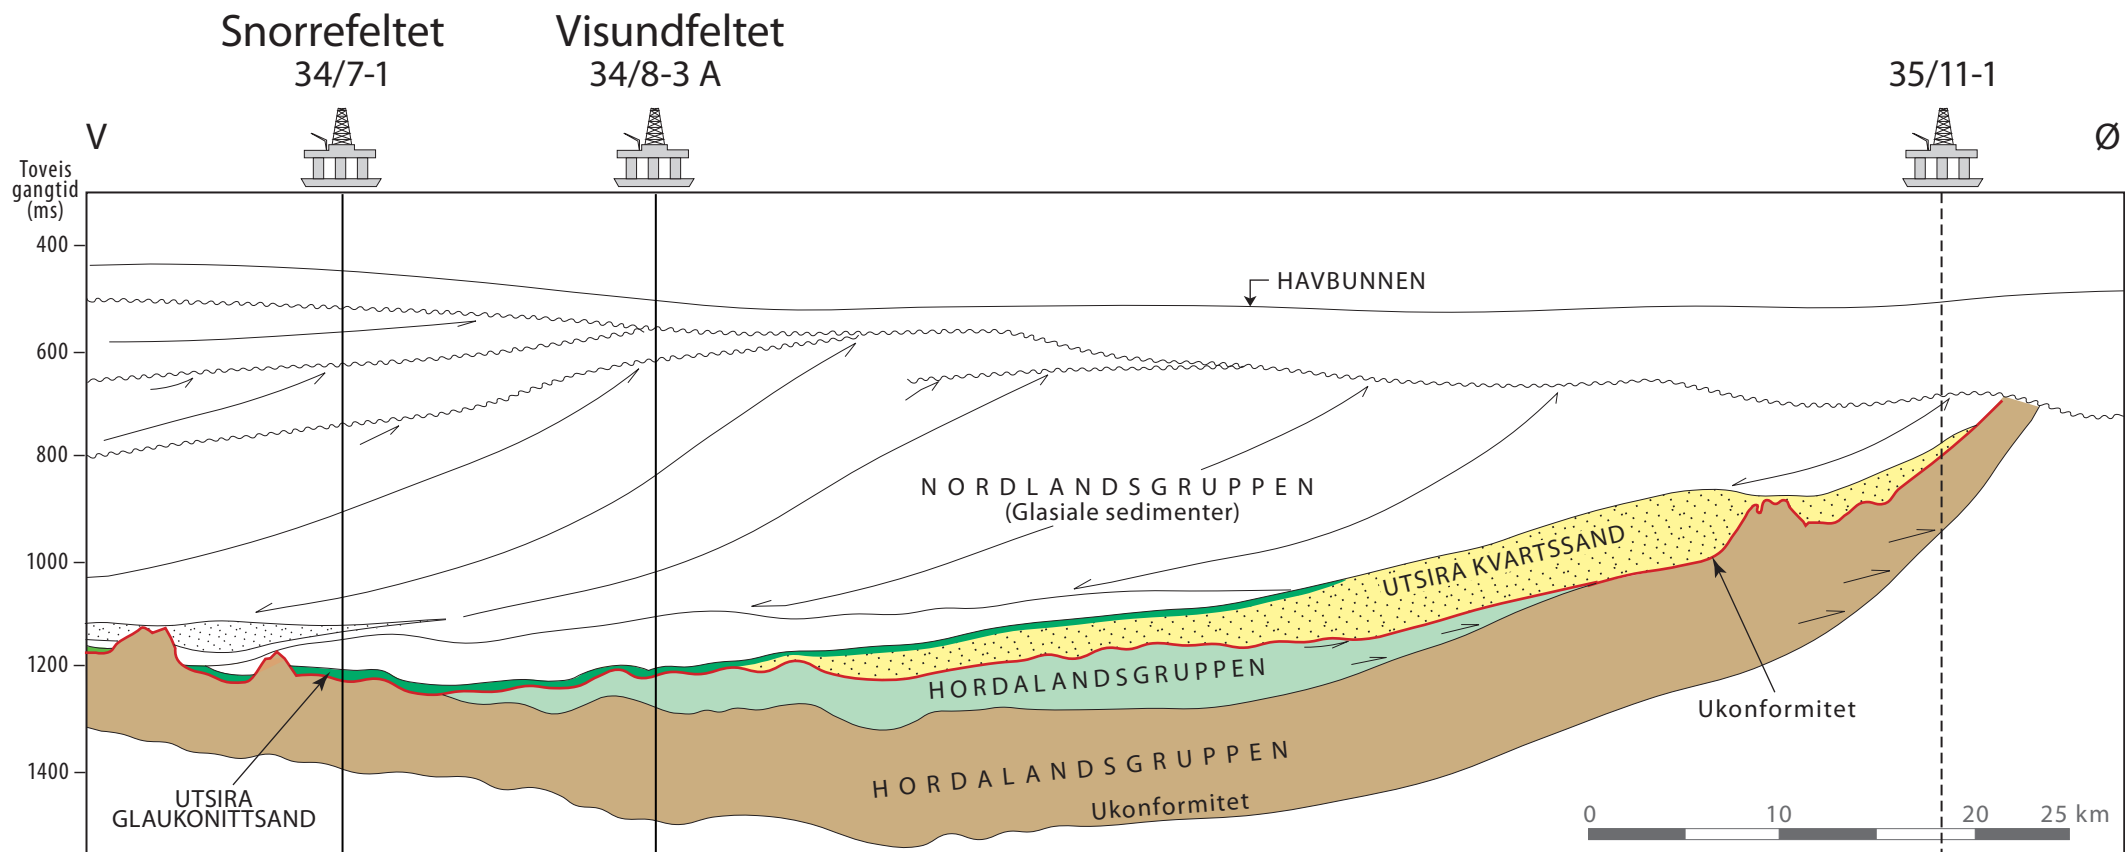 Snorrefeltet
34/7-1
Visundfeltet
34/8-3 A
35/11-1
V
Ø
Toveis
gangtid
(ms)
400
600
800
1000
1200
1400
HAVBUNNEN
NORDLANDSGRUPPEN
(Glasiale sedimenter)
UTSIRA KVARTSSAND
HORDALANDSGRUPPEN
Ukonformitet
HORDALANDSGRUPPEN
Ukonformitet
UTSIRA
GLAUKONITTSAND
0 10 20 25 km